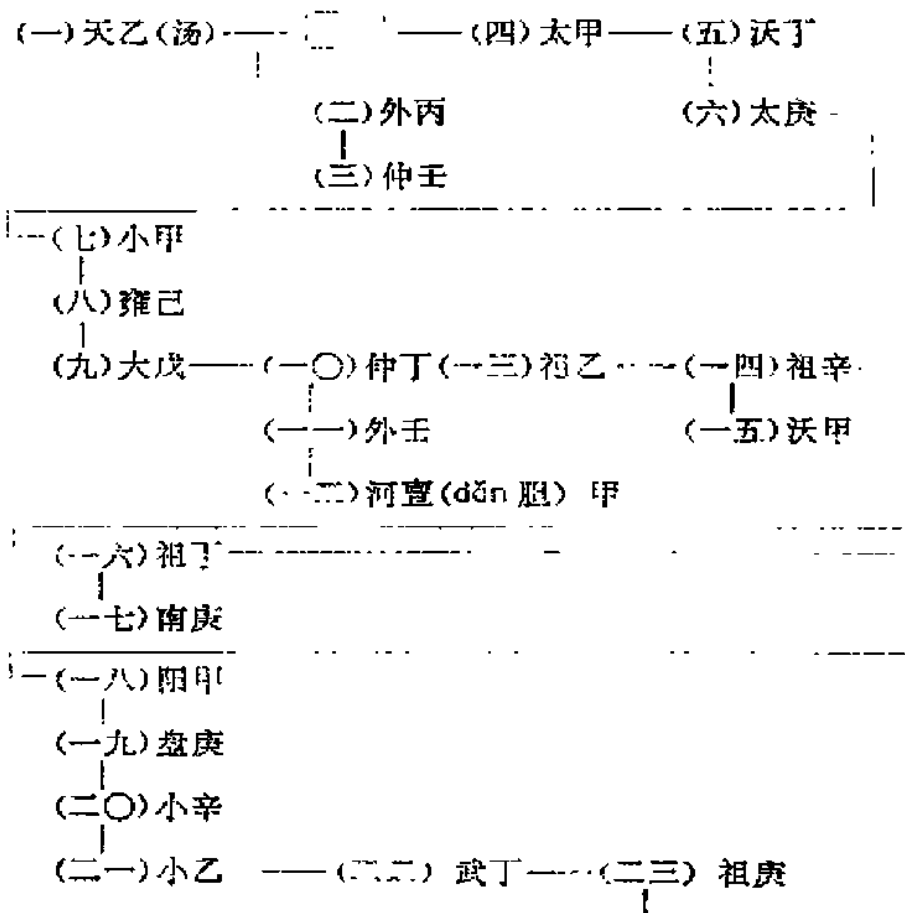 (一)天乙(汤)——(四)太甲——(五)沃丁
(二)外丙 (六)太庚
(三)仲壬
(七)小甲
(八)雍己
(九)大戊——(一〇)仲丁(一三)祖乙——(一四)祖辛
(一一)外壬 (一五)沃甲
(一二)河亶(dǎn 胆)甲
(一六)祖丁
(一七)南庚
(一八)阳甲
(一九)盘庚
(二〇)小辛
(二一)小乙——(二二)武丁——(二三)祖庚